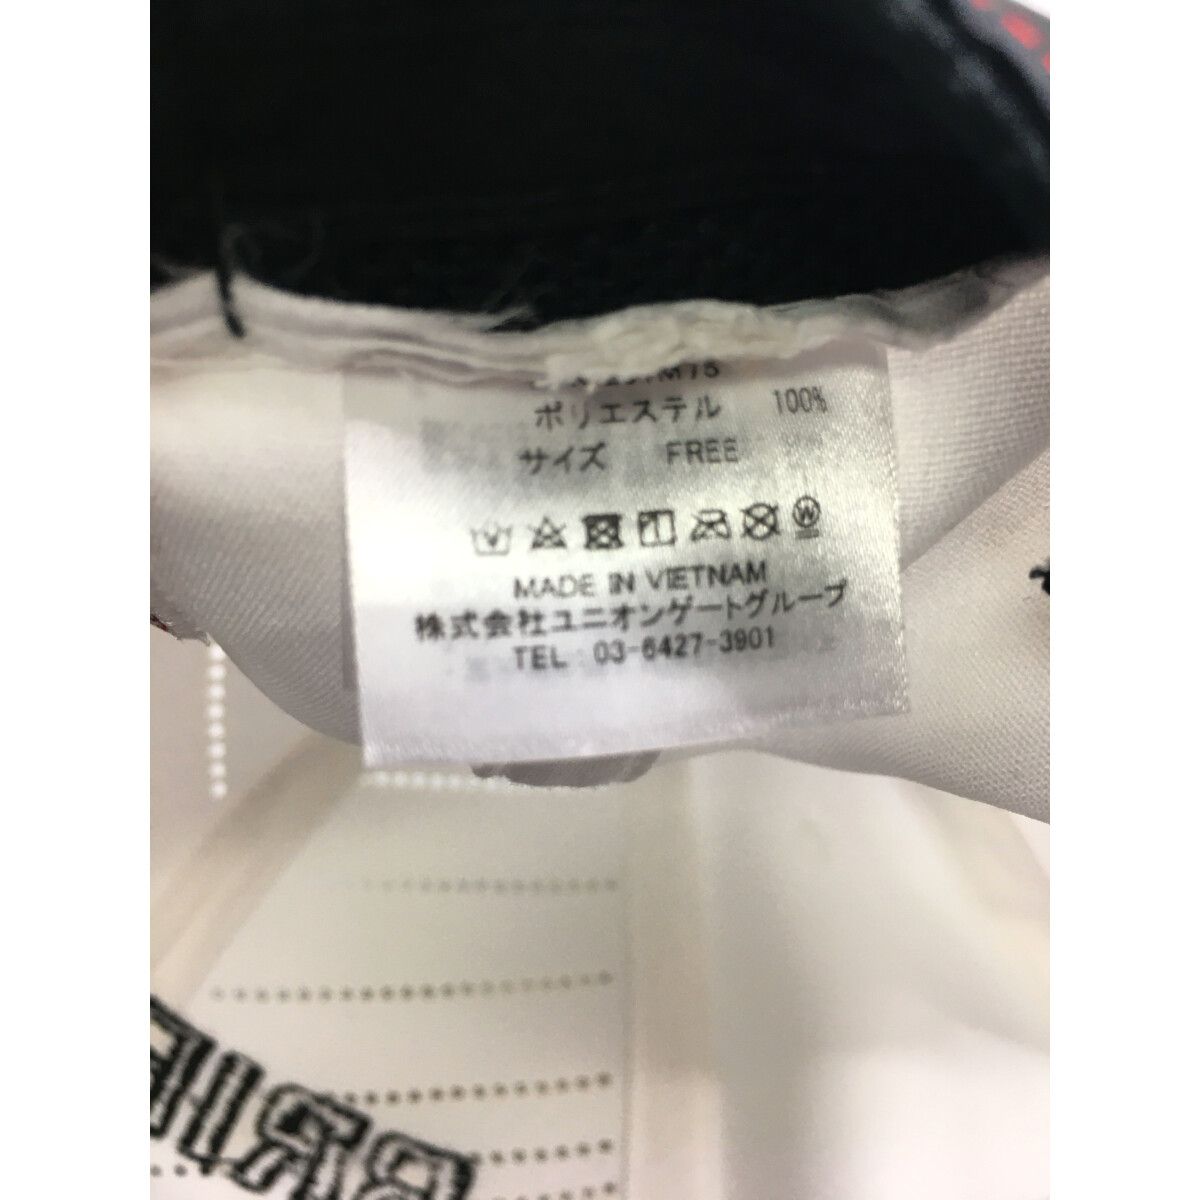 ポリエステル 100%
サイズ FREE
MADE IN VIETNAM
株式会社ユニオンゲートグループ
TEL 03-6427-3901